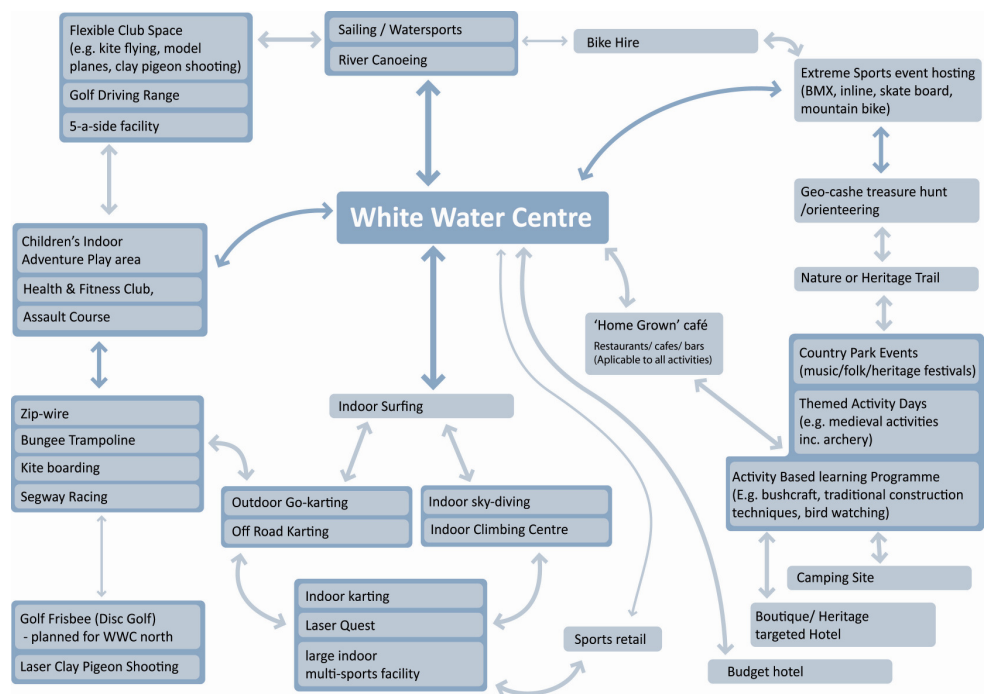 Flexible Club Space
(e.g. kite flying, model
planes, clay pigeon shooting)
Golf Driving Range
5-a-side facility
Sailing / Watersports
River Canoeing
Bike Hire
Extreme Sports event hosting
(BMX, inline, skate board,
mountain bike)
White Water Centre
Geo-cashe treasure hunt
/orienteering
Children's Indoor
Adventure Play area
Health & Fitness Club,
Assault Course
Nature or Heritage Trail
'Home Grown' café
Restaurants/ cafes/ bars
(Aplicable to all activities)
Country Park Events
(music/folk/heritage festivals)
Themed Activity Days
(e.g. medieval activities
inc. archery)
Activity Based learning Programme
(E.g. bushcraft, traditional construction
techniques, bird watching)
Zip-wire
Bungee Trampoline
Kite boarding
Segway Racing
Indoor Surfing
Outdoor Go-karting
Off Road Karting
Indoor sky-diving
Indoor Climbing Centre
Camping Site
Boutique/ Heritage
targeted Hotel
Golf Frisbee (Disc Golf)
- planned for WWC north
Laser Clay Pigeon Shooting
Indoor karting
Laser Quest
large indoor
multi-sports facility
Sports retail
Budget hotel